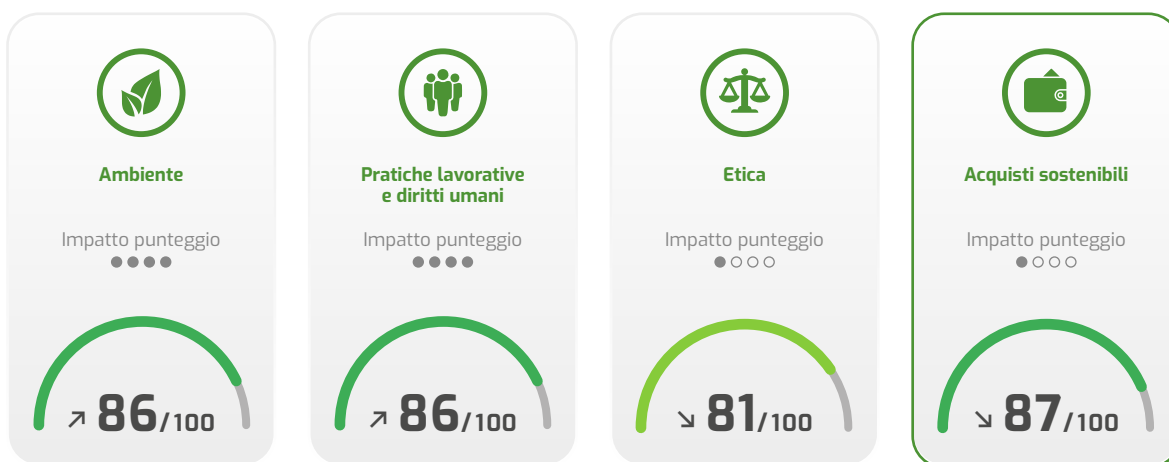 Ambiente
Impatto punteggio
86/100
Pratiche lavorative
e diritti umani
Impatto punteggio
86/100
Etica
Impatto punteggio
81/100
Acquisti sostenibili
Impatto punteggio
87/100